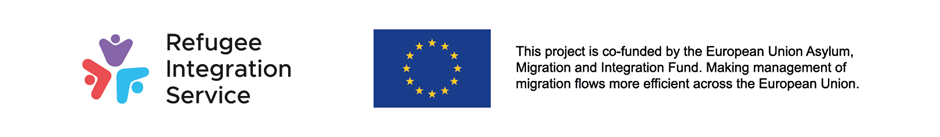 Refugee
Integration
Service
This project is co-funded by the European Union Asylum,
Migration and Integration Fund. Making management of
migration flows more efficient across the European Union.